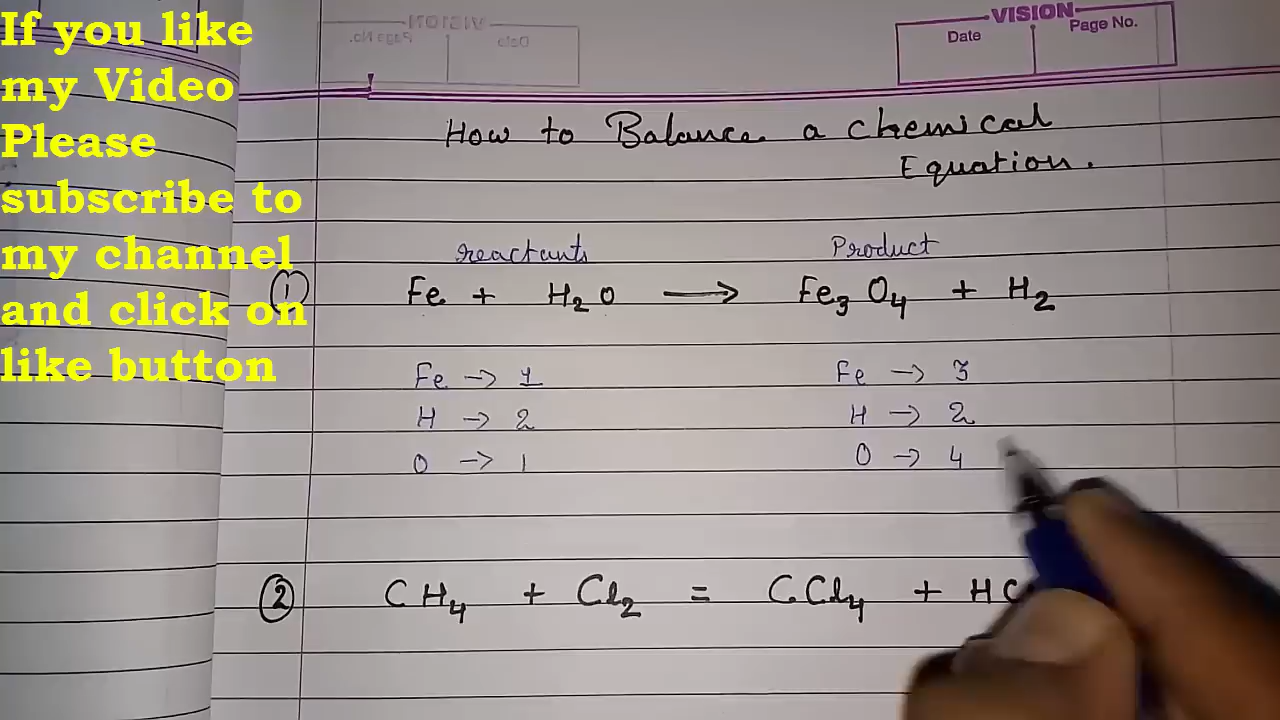 If you like
my Video
Please
subscribe to
my channel
and click on
like button
VISION
Date
Page No.
How to Balance a Chemical
Equation.
reactants
Product
① Fe + H₂O → Fe₃O₄ + H₂
Fe → 1
H → 2
O → 1
Fe → 3
H → 2
O → 4
② CH₄ + Cl₂ = CCl₄ + HC